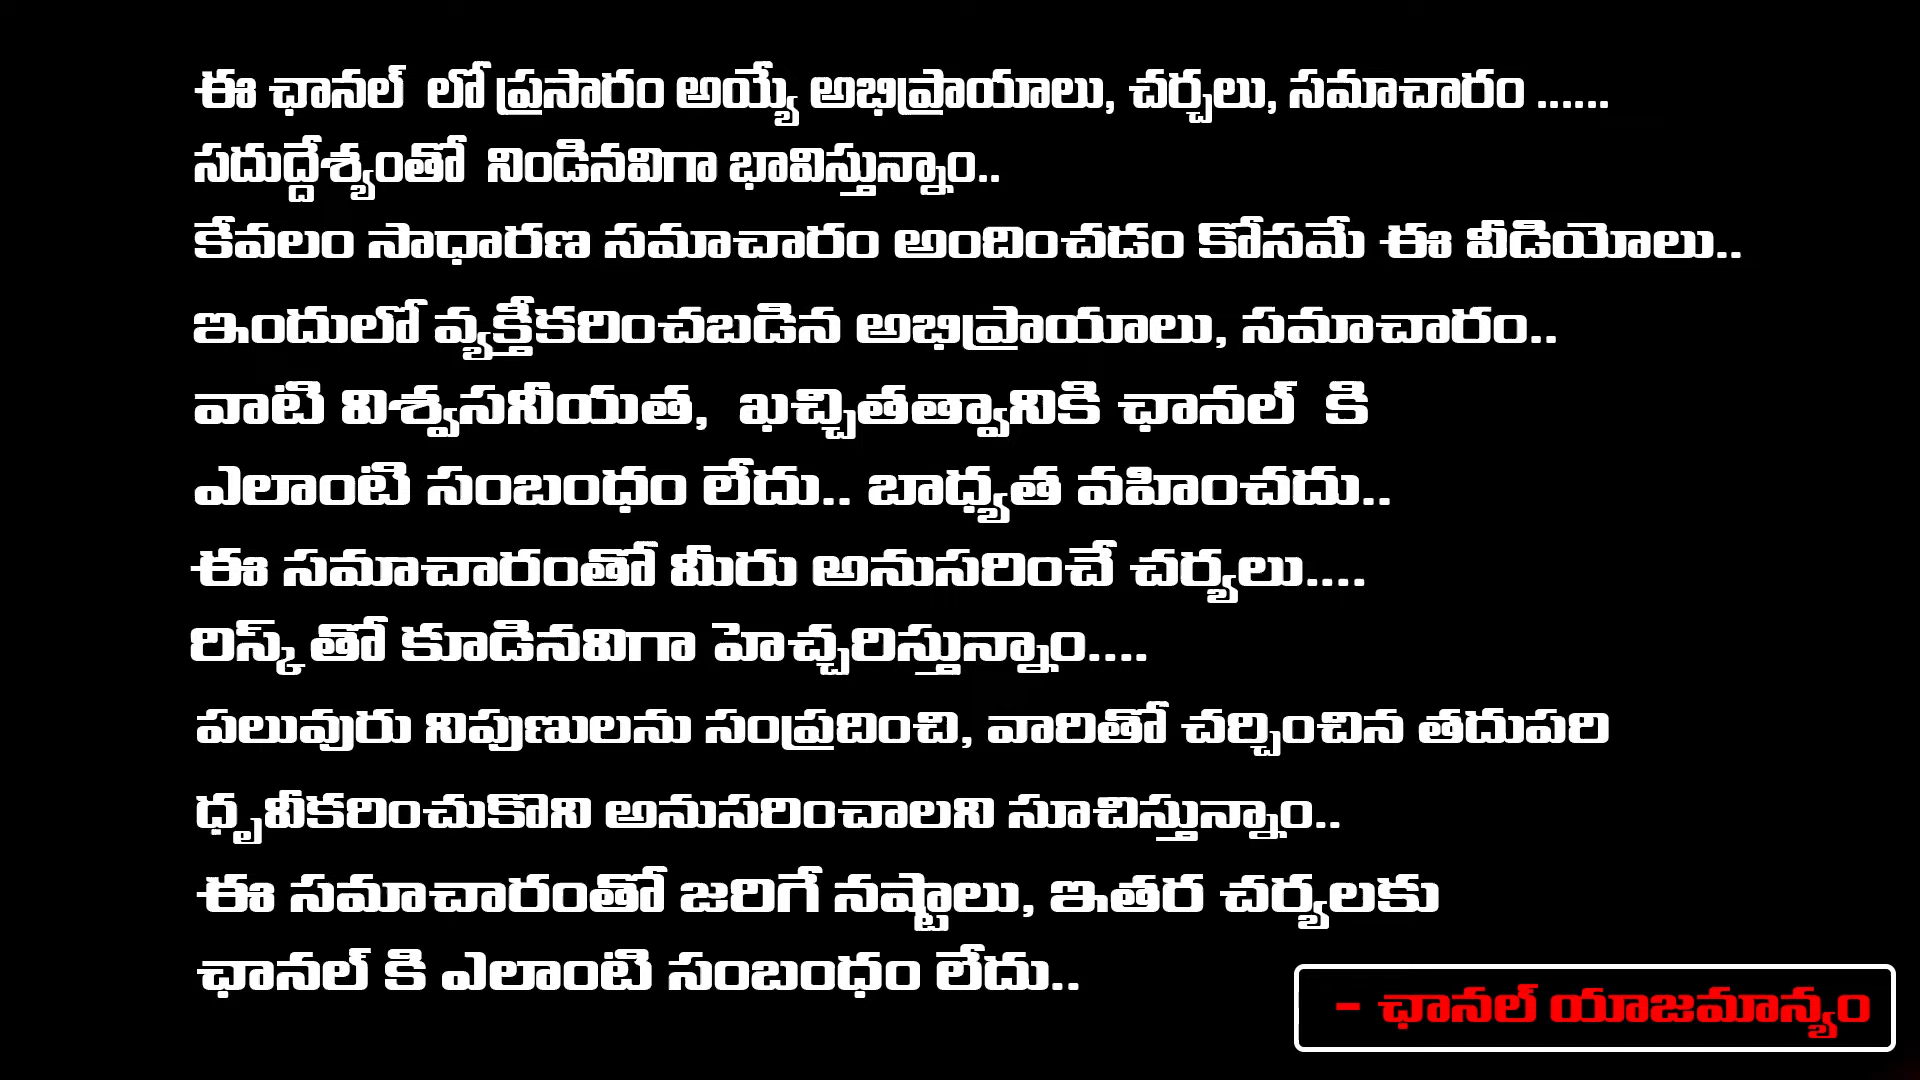 ఈ ఛానల్ లో ప్రసారం అయ్యే అభిప్రాయాలు, చర్చలు, సమాచారం ......
సదుద్దేశ్యంతో నిండినవిగా భావిస్తున్నాం..
కేవలం సాధారణ సమాచారం అందించడం కోసమే ఈ వీడియోలు..
ఇందులో వ్యక్తీకరించబడిన అభిప్రాయాలు, సమాచారం..
వాటి విశ్వసనీయత, ఖచ్చితత్వానికి ఛానల్ కి
ఎలాంటి సంబంధం లేదు.. బాధ్యత వహించదు..
ఈ సమాచారంతో మీరు అనుసరించే చర్యలు....
రిస్క్ తో కూడినవిగా హెచ్చరిస్తున్నాం....
పలువురు నిపుణులను సంప్రదించి, వారితో చర్చించిన తదుపరి
ధృవీకరించుకొని అనుసరించాలని సూచిస్తున్నాం..
ఈ సమాచారంతో జరిగే నష్టాలు, ఇతర చర్యలకు
ఛానల్ కి ఎలాంటి సంబంధం లేదు..
- ఛానల్ యాజమాన్యం